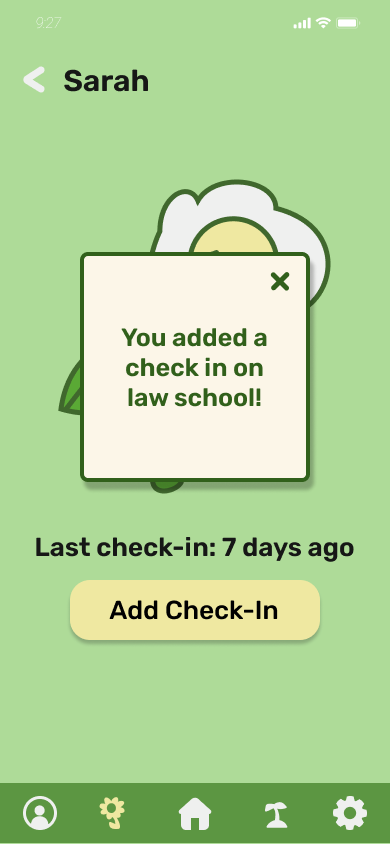 9:27
Sarah
You added a
check in on
law school!
Last check-in: 7 days ago
Add Check-In